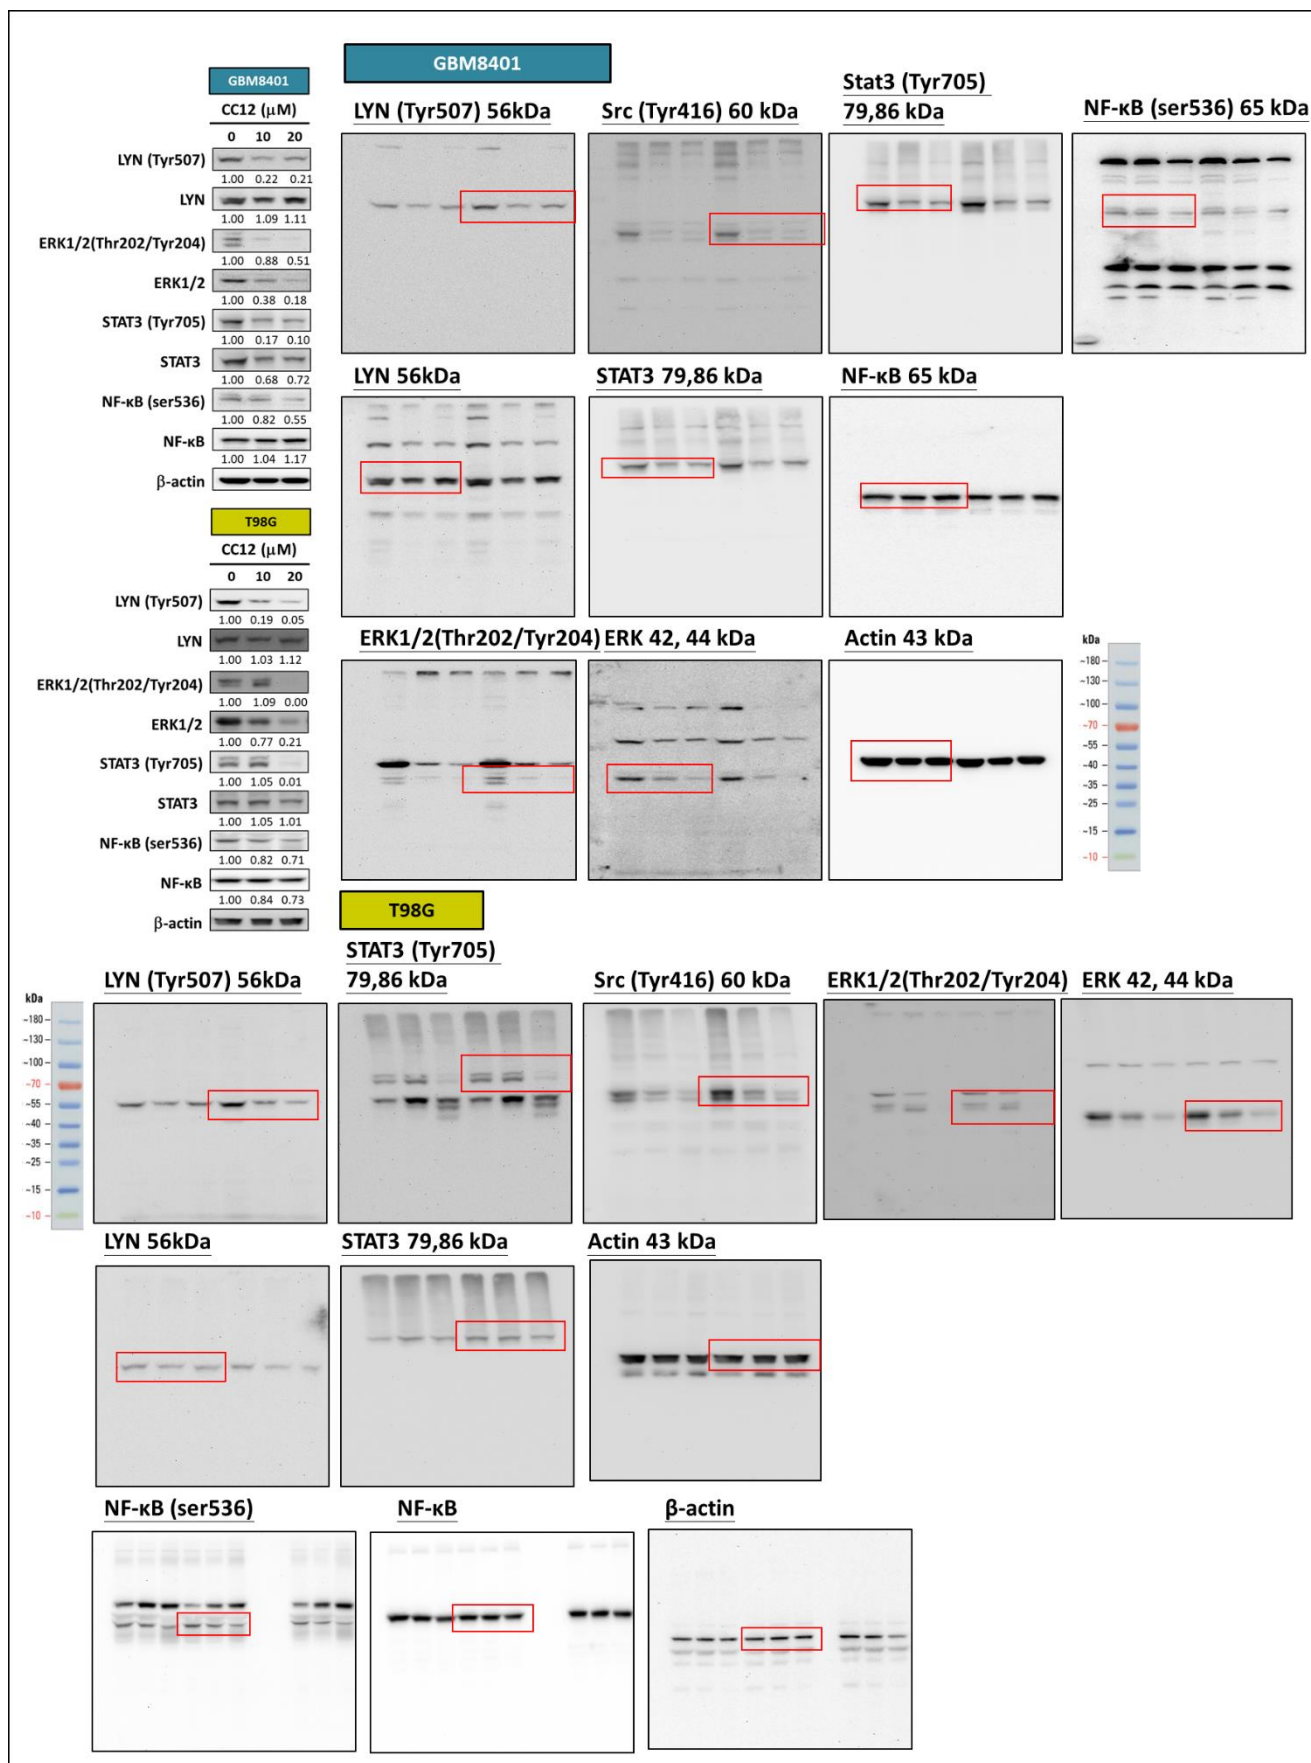 GBM8401
CC12 (μM)
0 10 20
LYN (Tyr507)
1.00 0.22 0.21
LYN
1.00 1.09 1.11
ERK1/2(Thr202/Tyr204)
1.00 0.88 0.51
ERK1/2
1.00 0.38 0.18
STAT3 (Tyr705)
1.00 0.17 0.10
STAT3
1.00 0.68 0.72
NF-κB (ser536)
1.00 0.82 0.55
NF-κB
1.00 1.04 1.17
β-actin
T98G
CC12 (μM)
0 10 20
LYN (Tyr507)
1.00 0.19 0.05
LYN
1.00 1.03 1.12
ERK1/2(Thr202/Tyr204)
1.00 1.09 0.00
ERK1/2
1.00 0.77 0.21
STAT3 (Tyr705)
1.00 1.05 0.01
STAT3
1.00 1.05 1.01
NF-κB (ser536)
1.00 0.82 0.71
NF-κB
1.00 0.84 0.73
β-actin
GBM8401
LYN (Tyr507) 56kDa
Src (Tyr416) 60 kDa
Stat3 (Tyr705)
79,86 kDa
NF-κB (ser536) 65 kDa
LYN 56kDa
STAT3 79,86 kDa
NF-κB 65 kDa
ERK1/2(Thr202/Tyr204)
ERK 42, 44 kDa
Actin 43 kDa
kDa
~180
~130
~100
~70
~55
~40
~35
~25
~15
~10
T98G
LYN (Tyr507) 56kDa
STAT3 (Tyr705)
79,86 kDa
Src (Tyr416) 60 kDa
ERK1/2(Thr202/Tyr204)
ERK 42, 44 kDa
kDa
~180
~130
~100
~70
~55
~40
~35
~25
~15
~10
LYN 56kDa
STAT3 79,86 kDa
Actin 43 kDa
NF-κB (ser536)
NF-κB
β-actin